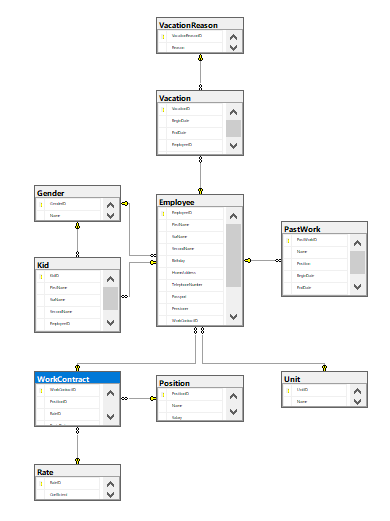 VacationReason
VacationReasonID
Reason
Vacation
VacationID
BeginDate
EndDate
EmployeeID
Gender
GenderID
Name
Employee
EmployeeID
FirstName
SurName
SecondName
Birthday
HomeAddress
TelephoneNumber
Passport
Pensioner
WorkContractID
PastWork
PastWorkID
Name
Position
BeginDate
EndDate
Kid
KidID
FirstName
SurName
SecondName
EmployeeID
WorkContract
WorkContractID
PositionID
RateID
Position
PositionID
Name
Salary
Unit
UnitID
Name
Rate
RateID